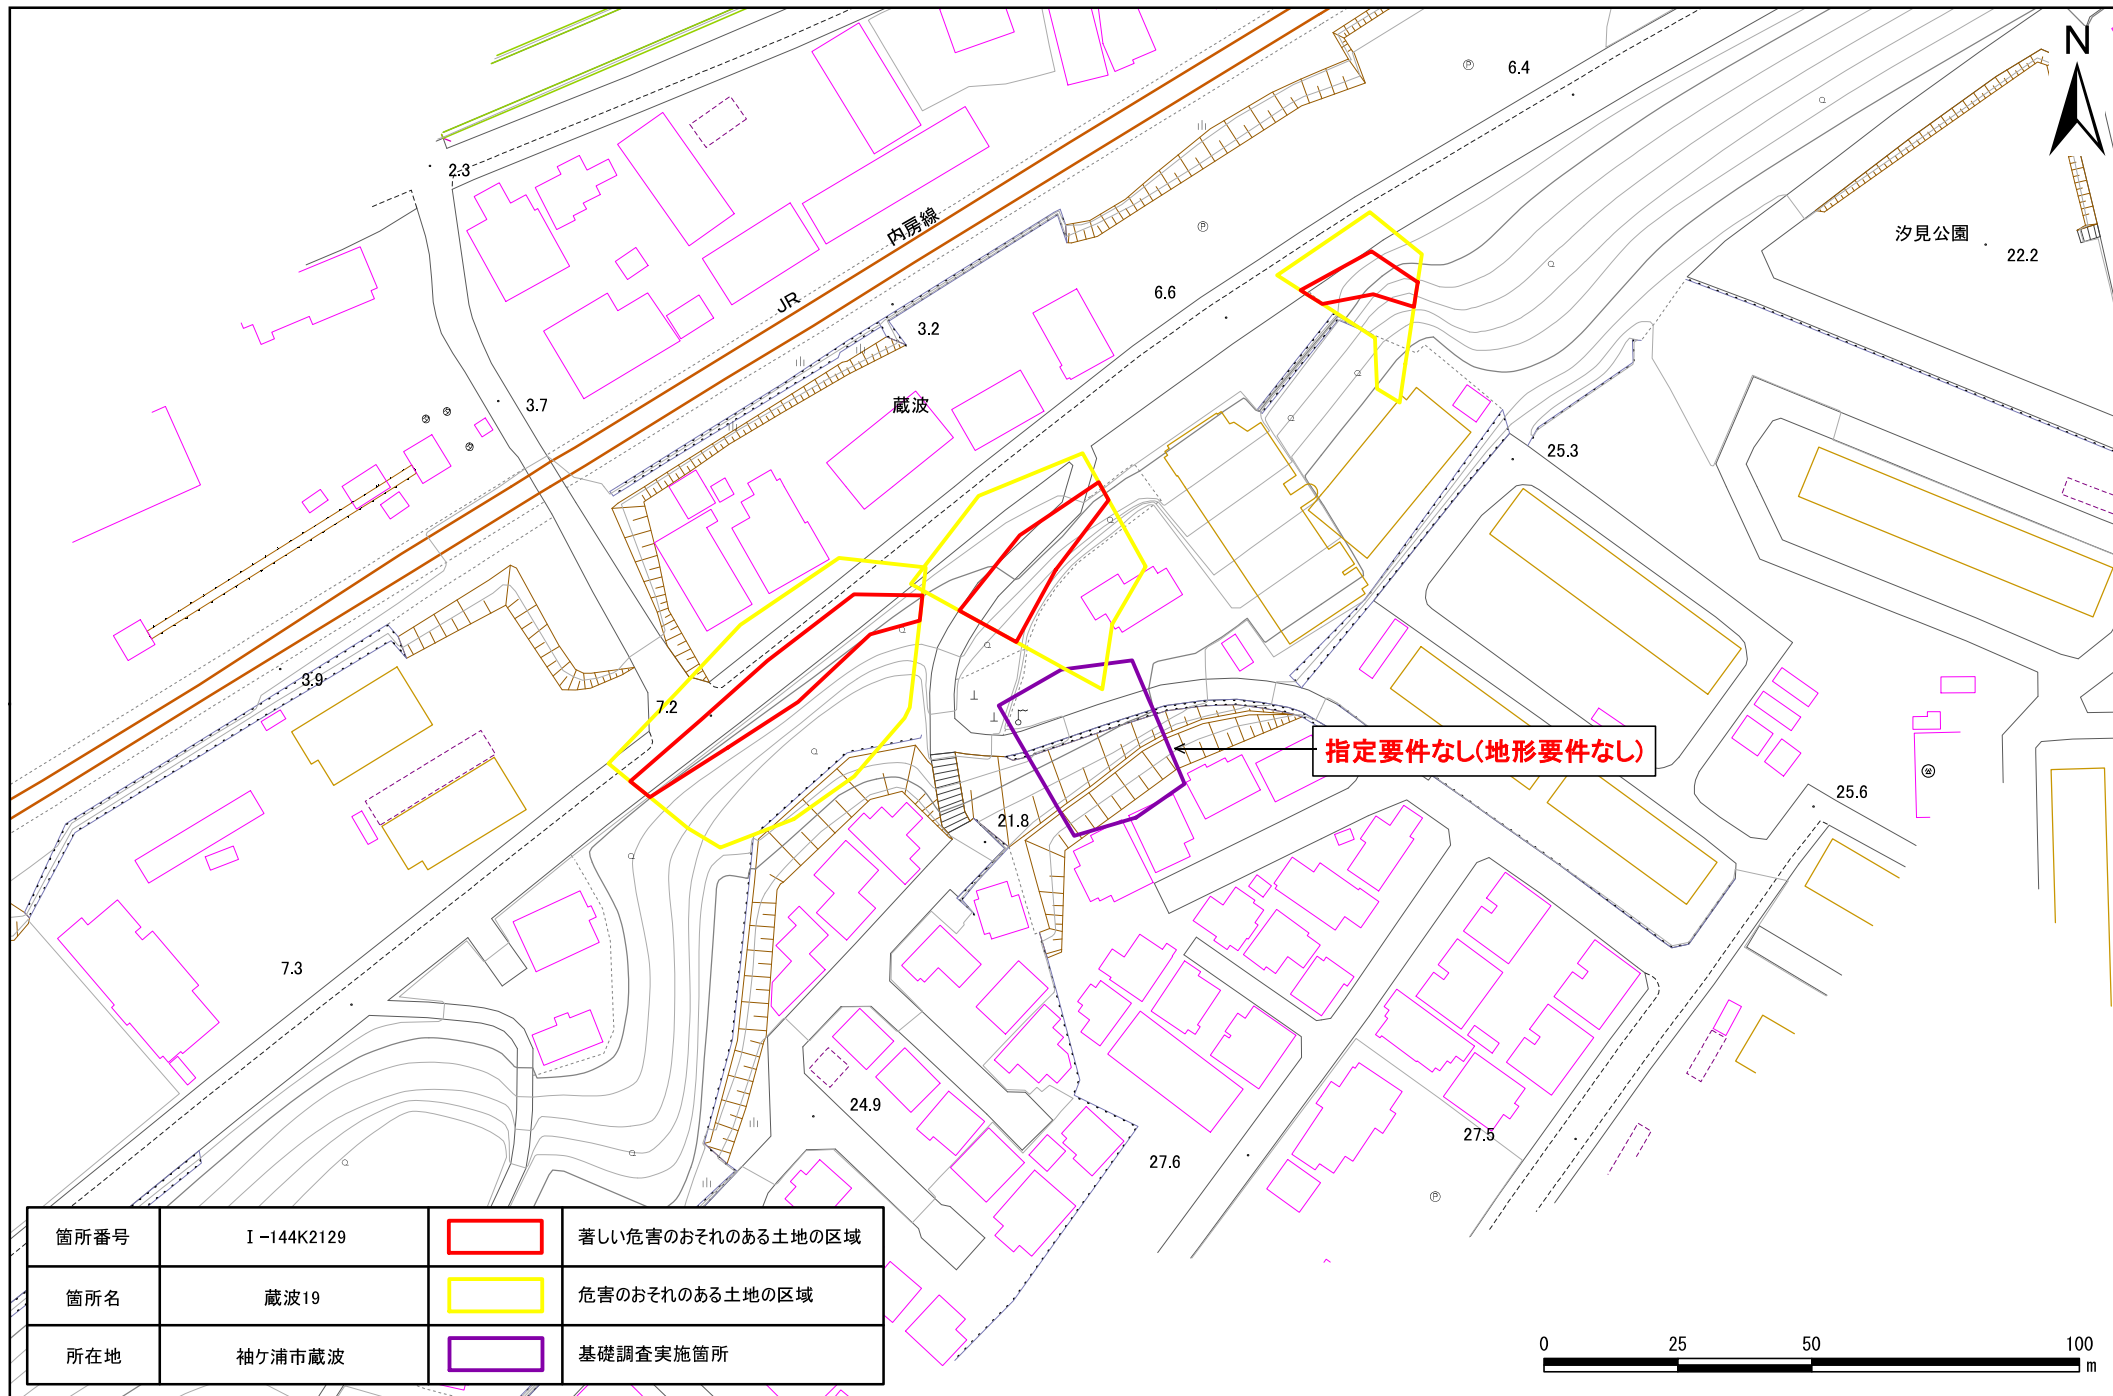 N
6.4
2.3
内房線
汐見公園
22.2
JR
6.6
3.2
3.7
蔵波
25.3
3.9
7.2
指定要件なし(地形要件なし)
25.6
21.8
7.3
24.9
27.5
27.6
箇所番号 Ⅰ-144K2129 著しい危害のおそれのある土地の区域
箇所名 蔵波19 危害のおそれのある土地の区域
所在地 袖ケ浦市蔵波 基礎調査実施箇所
0 25 50 100
m